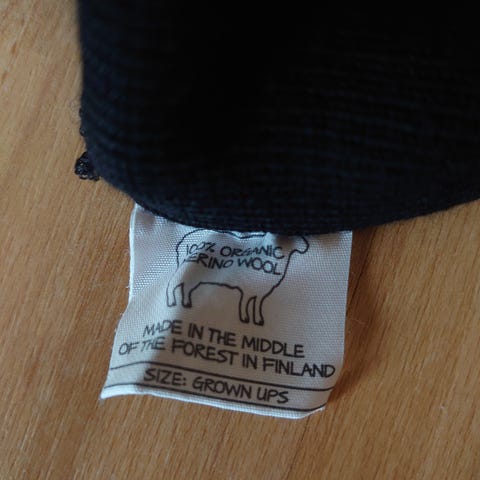 100% ORGANIC
MERINO WOOL
MADE IN THE MIDDLE
OF THE FOREST IN FINLAND
SIZE: GROWN UPS